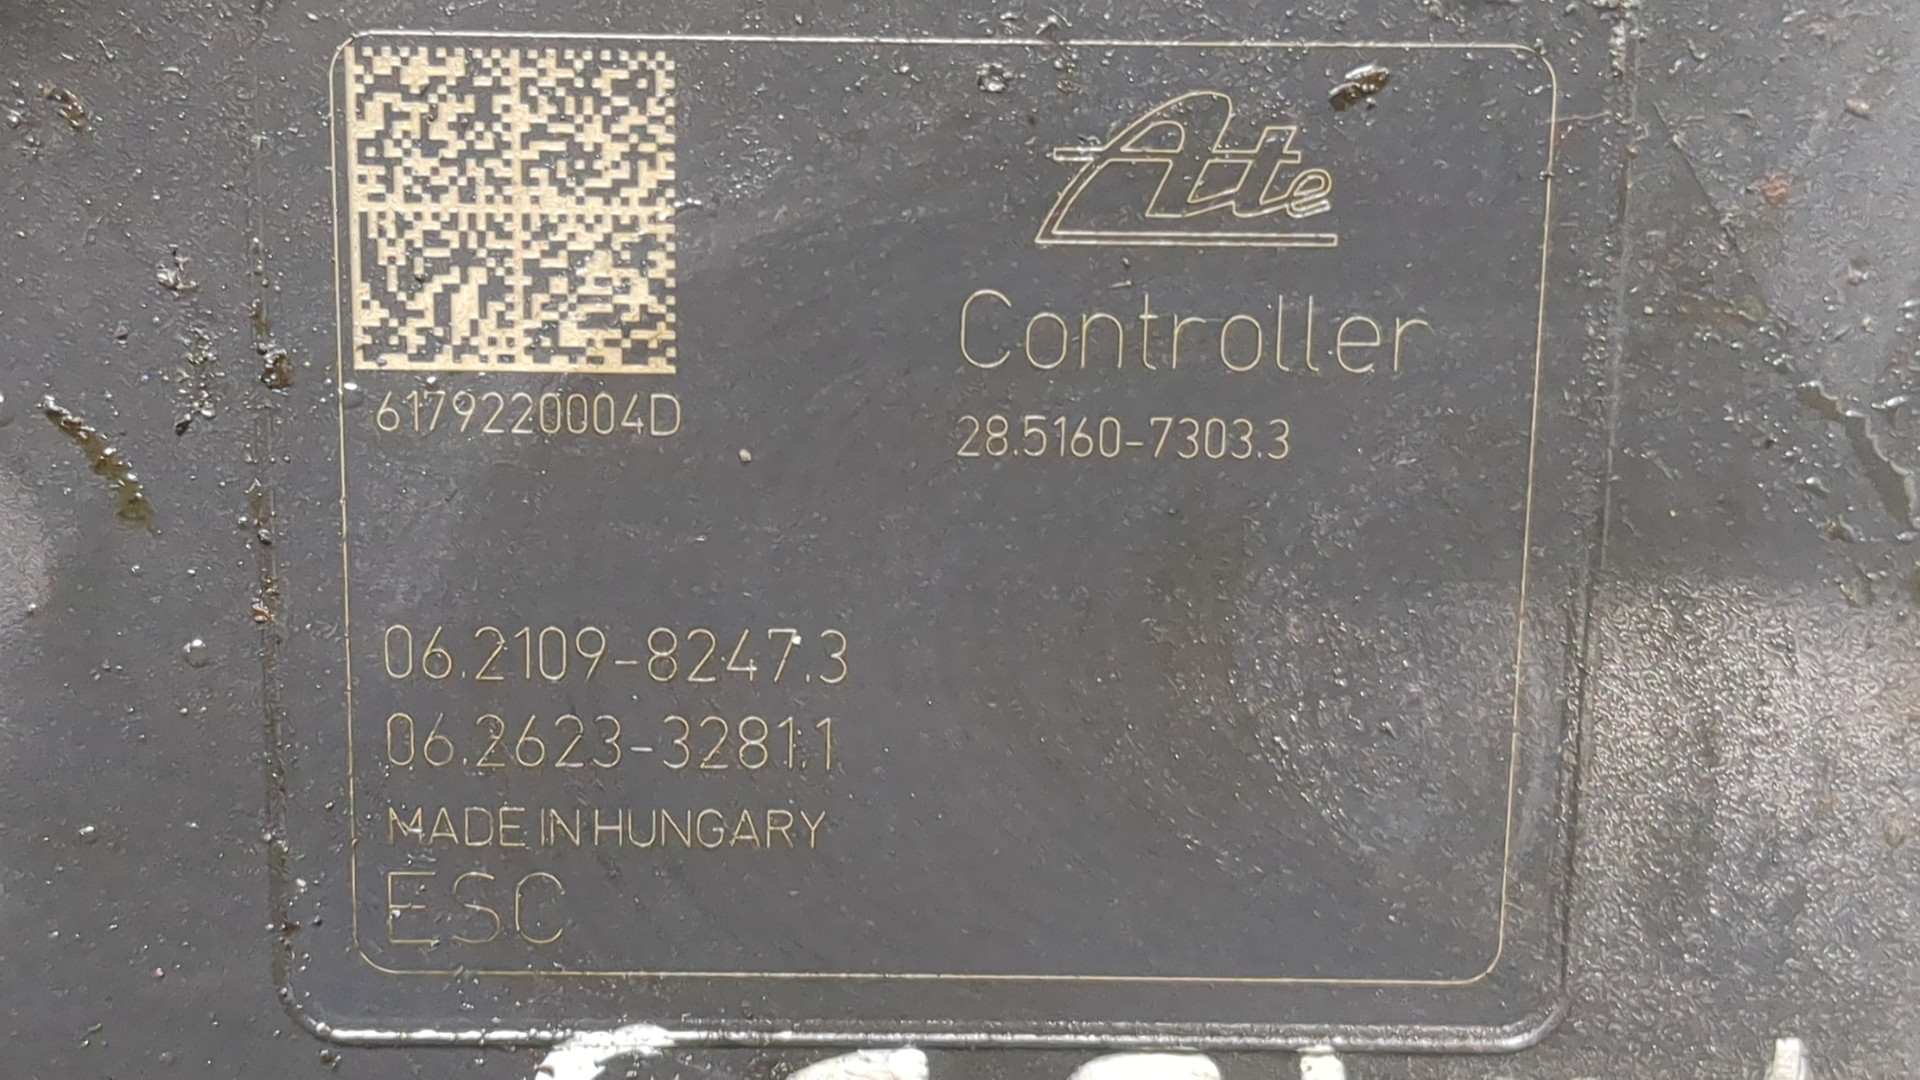 Ate
Controller
6179220004D
28.5160-7303.3
06.2109-8247.3
06.2623-3281.1
MADE IN HUNGARY
ESC